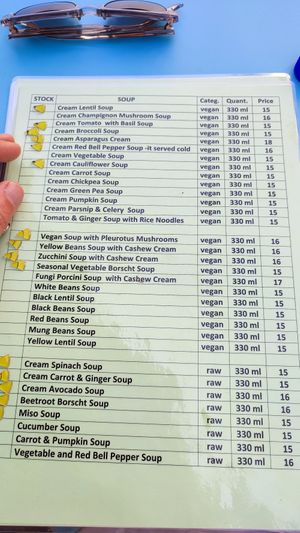 STOCK SOUP Categ. Quant. Price
Cream Lentil Soup vegan 330 ml 15
Cream Champignon Mushroom Soup vegan 330 ml 16
Cream Tomato with Basil Soup vegan 330 ml 15
Cream Broccoli Soup vegan 330 ml 15
Cream Asparagus Cream vegan 330 ml 18
Cream Red Bell Pepper Soup -it served cold vegan 330 ml 16
Cream Vegetable Soup vegan 330 ml 15
Cream Cauliflower Soup vegan 330 ml 15
Cream Carrot Soup vegan 330 ml 15
Cream Chickpea Soup vegan 330 ml 15
Cream Green Pea Soup vegan 330 ml 15
Cream Pumpkin Soup vegan 330 ml 15
Cream Parsnip & Celery Soup vegan 330 ml 15
Tomato & Ginger Soup with Rice Noodles vegan 330 ml 15
Vegan Soup with Pleurotus Mushrooms vegan 330 ml 16
Yellow Beans Soup with Cashew Cream vegan 330 ml 16
Zucchini Soup with Cashew Cream vegan 330 ml 16
Seasonal Vegetable Borscht Soup vegan 330 ml 15
Fungi Porcini Soup with Cashew Cream vegan 330 ml 17
White Beans Soup vegan 330 ml 15
Black Lentil Soup vegan 330 ml 15
Black Beans Soup vegan 330 ml 15
Red Beans Soup vegan 330 ml 15
Mung Beans Soup vegan 330 ml 15
Yellow Lentil Soup vegan 330 ml 15
Cream Spinach Soup raw 330 ml 15
Cream Carrot & Ginger Soup raw 330 ml 15
Cream Avocado Soup raw 330 ml 16
Beetroot Borscht Soup raw 330 ml 16
Miso Soup raw 330 ml 15
Cucumber Soup raw 330 ml 15
Carrot & Pumpkin Soup raw 330 ml 15
Vegetable and Red Bell Pepper Soup raw 330 ml 16